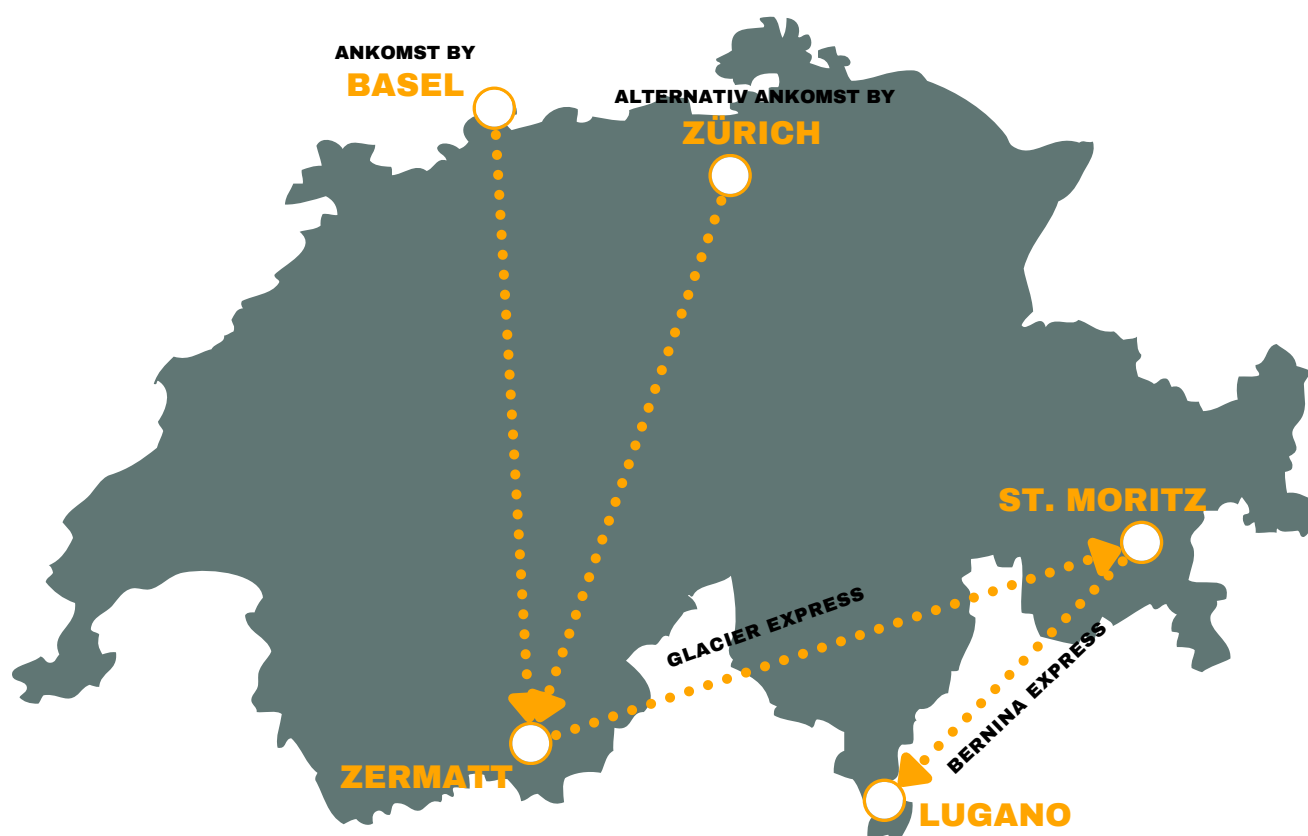 ANKOMST BY
BASEL
ALTERNATIV ANKOMST BY
ZÜRICH
ST. MORITZ
GLACIER EXPRESS
BERNINA EXPRESS
ZERMATT
LUGANO